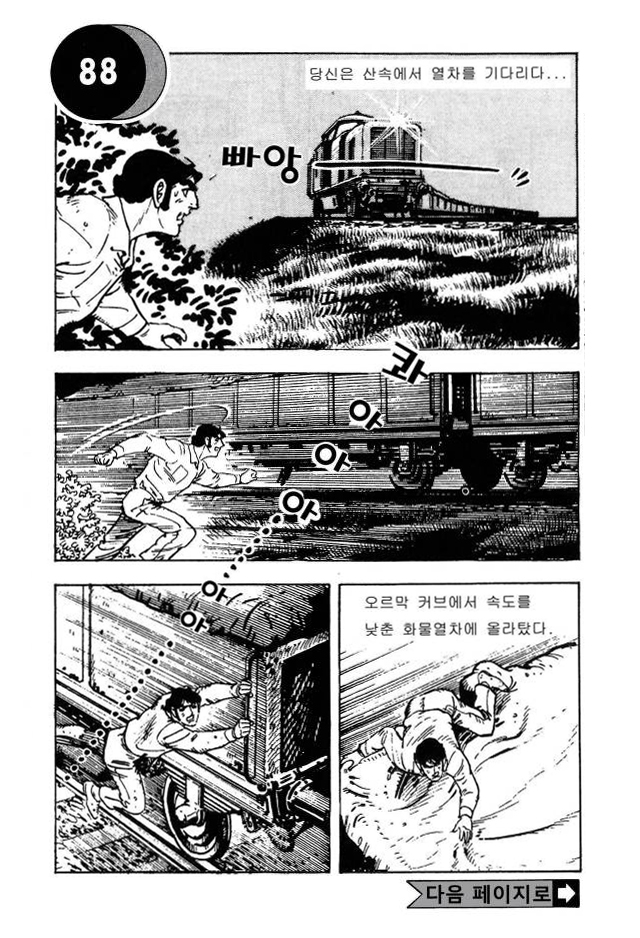 88
당신은 산속에서 열차를 기다리다...
빠앙
콰
아
아
아
아
아
오르막 커브에서 속도를
낮춘 화물열차에 올라탔다.
다음 페이지로